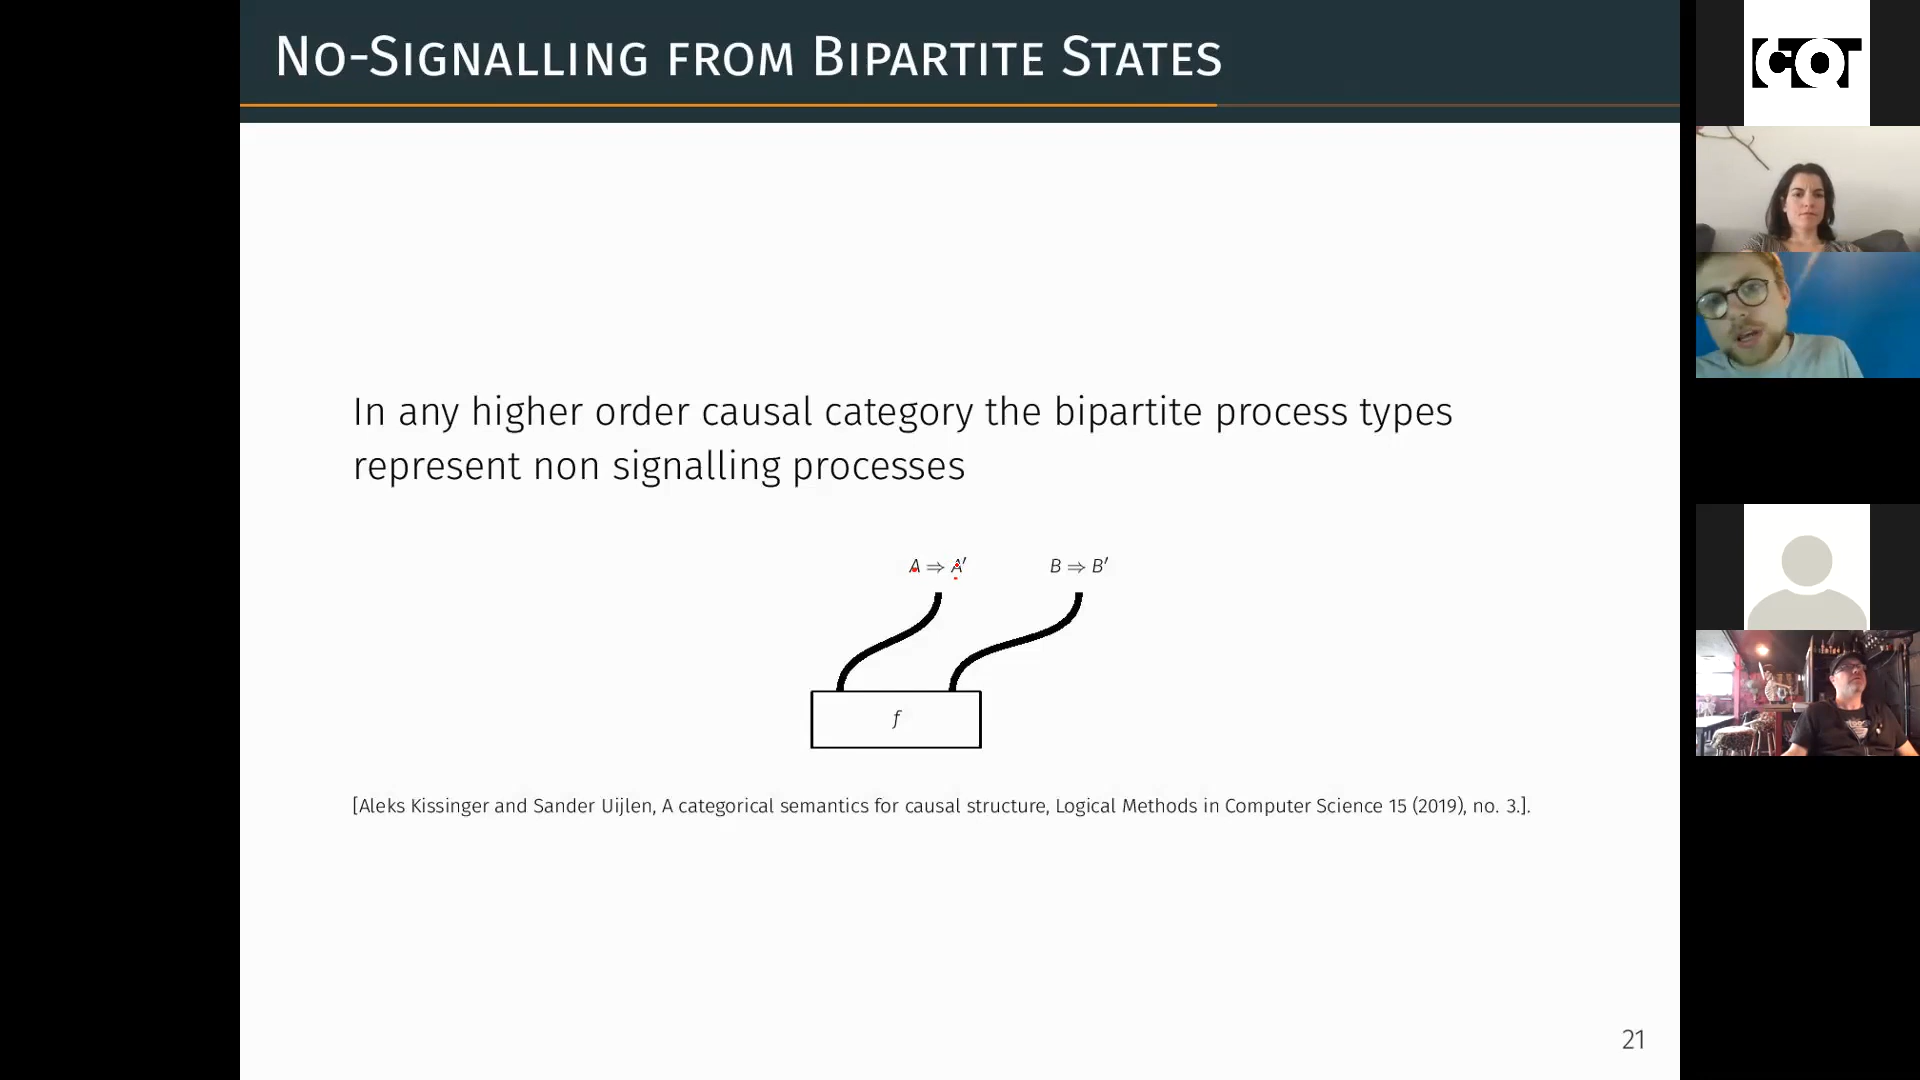 No-Signalling from Bipartite States
In any higher order causal category the bipartite process types
represent non signalling processes
A ⇒ A′ B ⇒ B′
f
[Aleks Kissinger and Sander Uijlen, A categorical semantics for causal structure, Logical Methods in Computer Science 15 (2019), no. 3.].
21
CQT